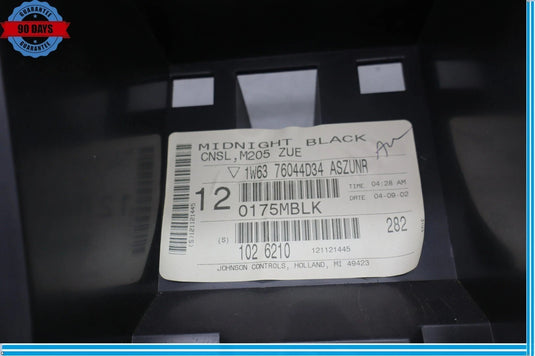 GUARANTEE
90 DAYS
GUARANTEE
MIDNIGHT BLACK
CNSL,M205 ZUE
1W63 76044D34 ASZUNR
TIME 04:28 AM
12
DATE 04-09-02
0175MBLK
282
(S)
102 6210
121121445
JOHNSON CONTROLS, HOLLAND, MI 49423
(S)121121445